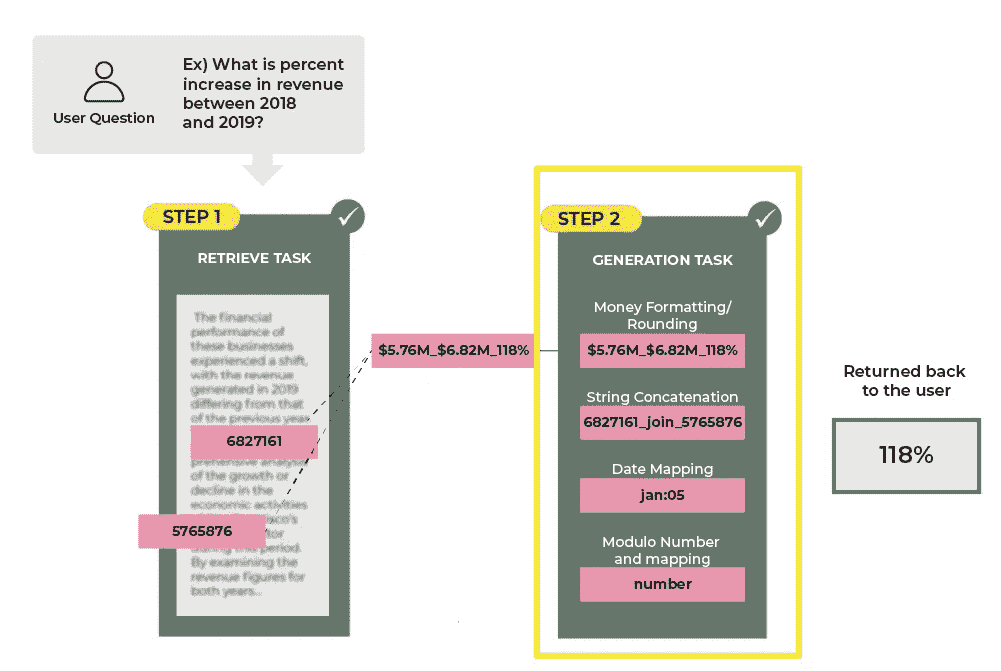 Ex) What is percent
increase in revenue
between 2018
and 2019?
User Question
STEP 1
RETRIEVE TASK
The financial
performance of
these businesses
experienced a shift,
with the revenue
generated in 2019
differing from that
of the previous year
6827161
prehensive analysis
of the growth or
decline in the
economic activities
5765876
during this period.
By examining the
revenue figures for
both years...
$5.76M_$6.82M_118%
STEP 2
GENERATION TASK
Money Formatting/
Rounding
$5.76M_$6.82M_118%
String Concatenation
6827161_join_5765876
Date Mapping
jan:05
Modulo Number
and mapping
number
Returned back
to the user
118%